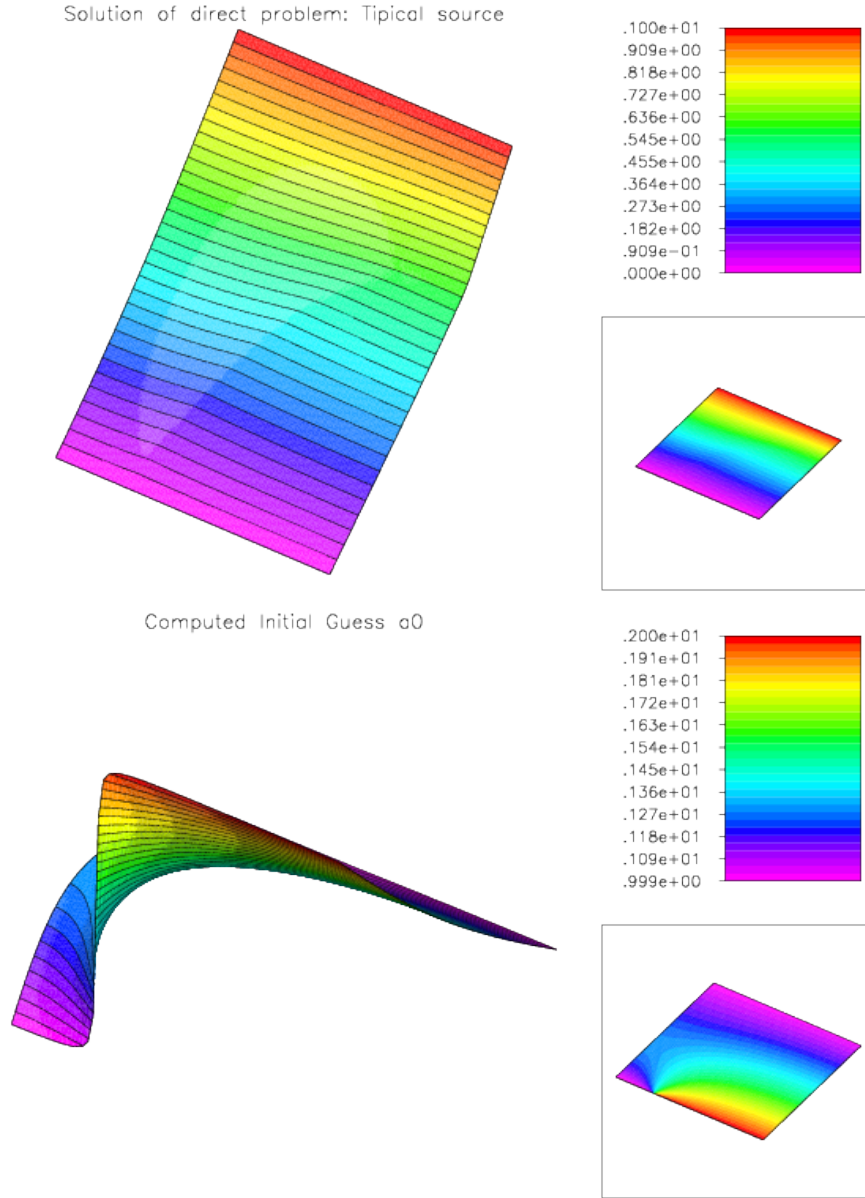 Solution of direct problem: Tipical source
.100e+01
.909e+00
.818e+00
.727e+00
.636e+00
.545e+00
.455e+00
.364e+00
.273e+00
.182e+00
.909e-01
.000e+00
Computed Initial Guess a0
.200e+01
.191e+01
.181e+01
.172e+01
.163e+01
.154e+01
.145e+01
.136e+01
.127e+01
.118e+01
.109e+01
.999e+00